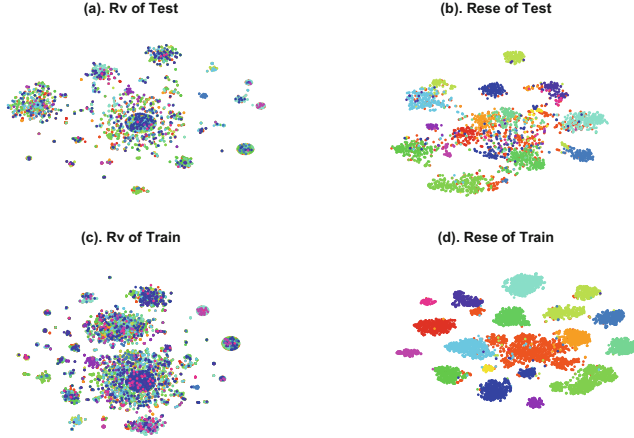 (a). Rv of Test
(b). Rese of Test
(c). Rv of Train
(d). Rese of Train